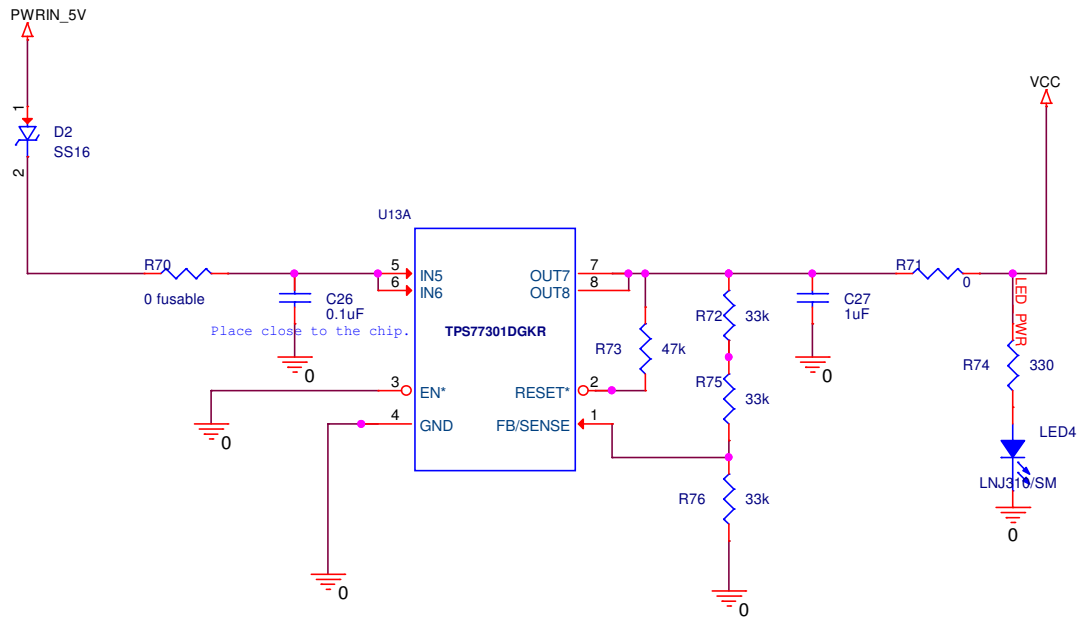 PWRIN_5V
VCC
1
D2
SS16
2
U13A
R70
0 fusable
5
IN5
6
IN6
OUT7
7
OUT8
8
R71
0
C26
0.1uF
Place close to the chip.
TPS77301DGKR
R73
47k
R72
33k
C27
1uF
LED_PWR
R74
330
0
0
3
EN*
RESET*
2
R75
33k
4
GND
FB/SENSE
1
0
LED4
LNJ310/SM
R76
33k
0
0
0